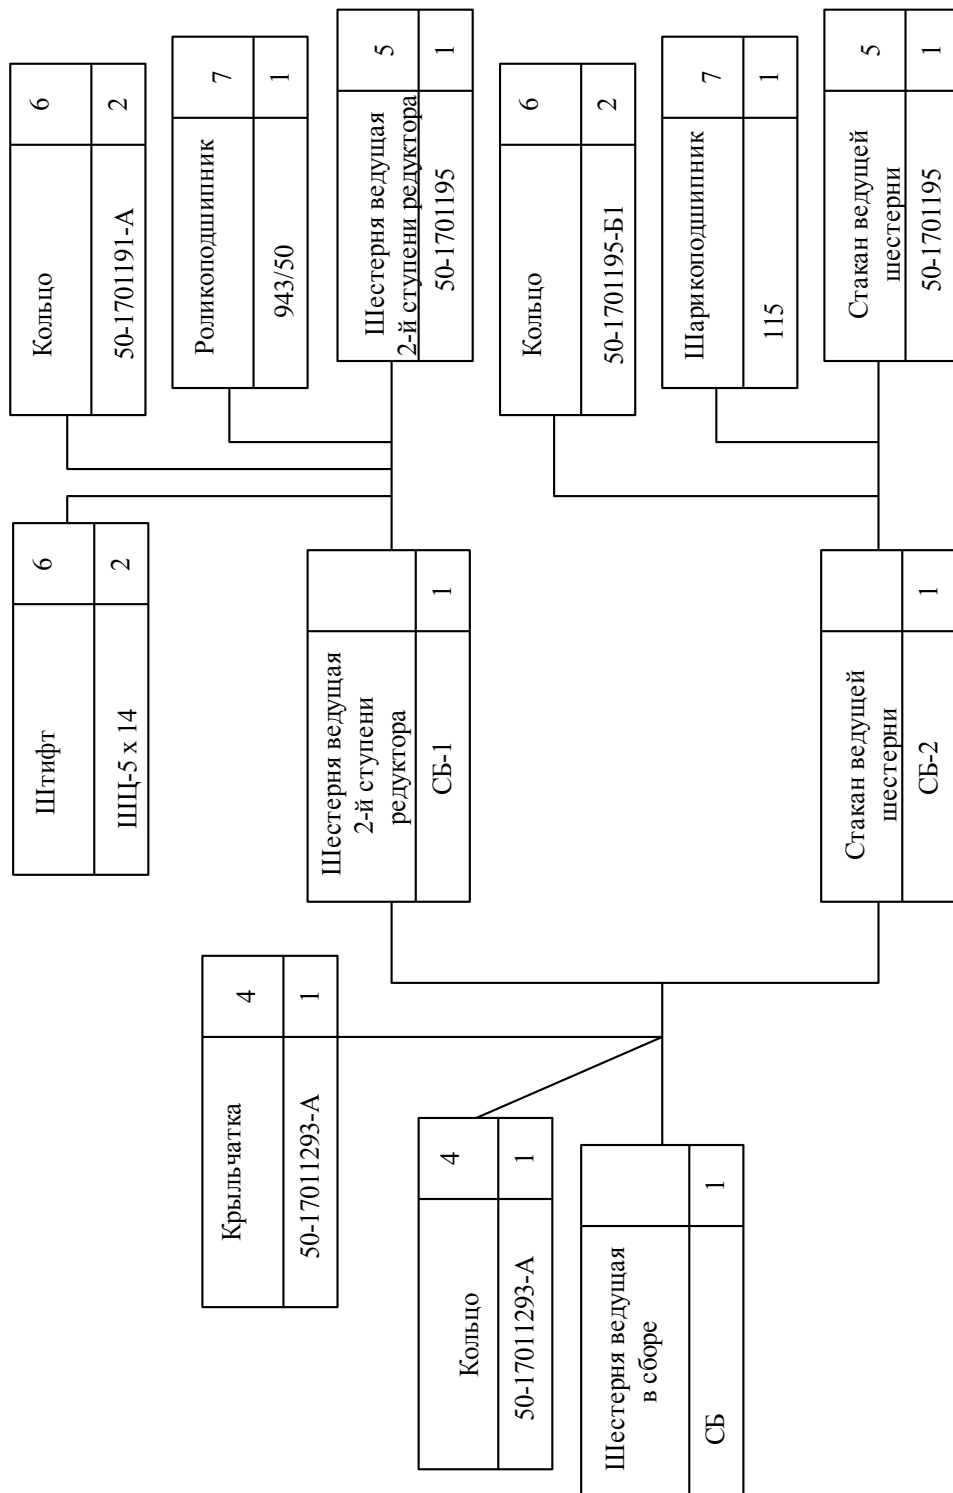 Кольцо
6
50-1701191-А
2
Роликоподшипник
7
943/50
1
Шестерня ведущая
2-й ступени редуктора
5
50-1701195
1
Кольцо
6
50-1701195-Б1
2
Шарикоподшипник
7
115
1
Стакан ведущей
шестерни
5
50-1701195
1
Штифт
6
ШЦ-5 х 14
2
Шестерня ведущая
2-й ступени
редуктора
СБ-1
1
Стакан ведущей
шестерни
СБ-2
1
Крыльчатка
4
50-17011293-А
1
Кольцо
4
50-17011293-А
1
Шестерня ведущая
в сборе
СБ
1